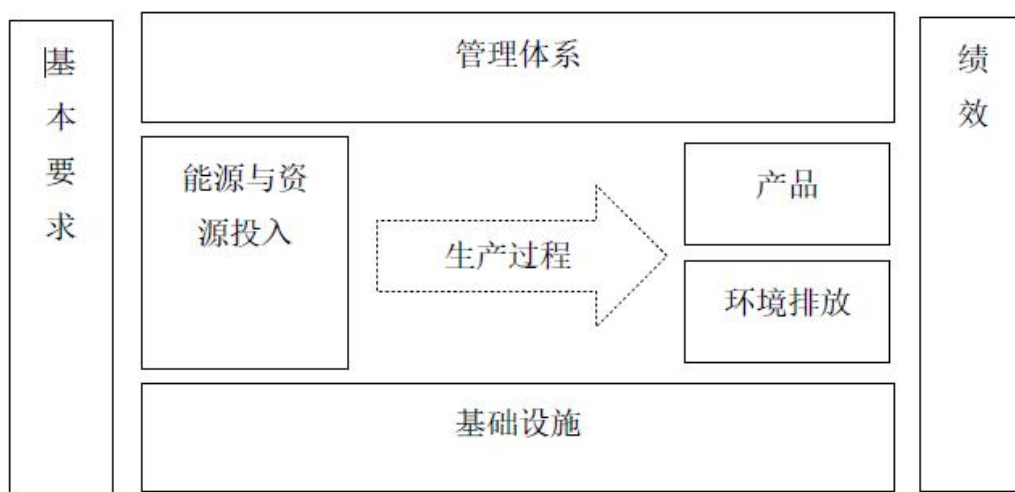 基
本
要
求
管理体系
能源与资
源投入
生产过程
产品
环境排放
基础设施
绩
效